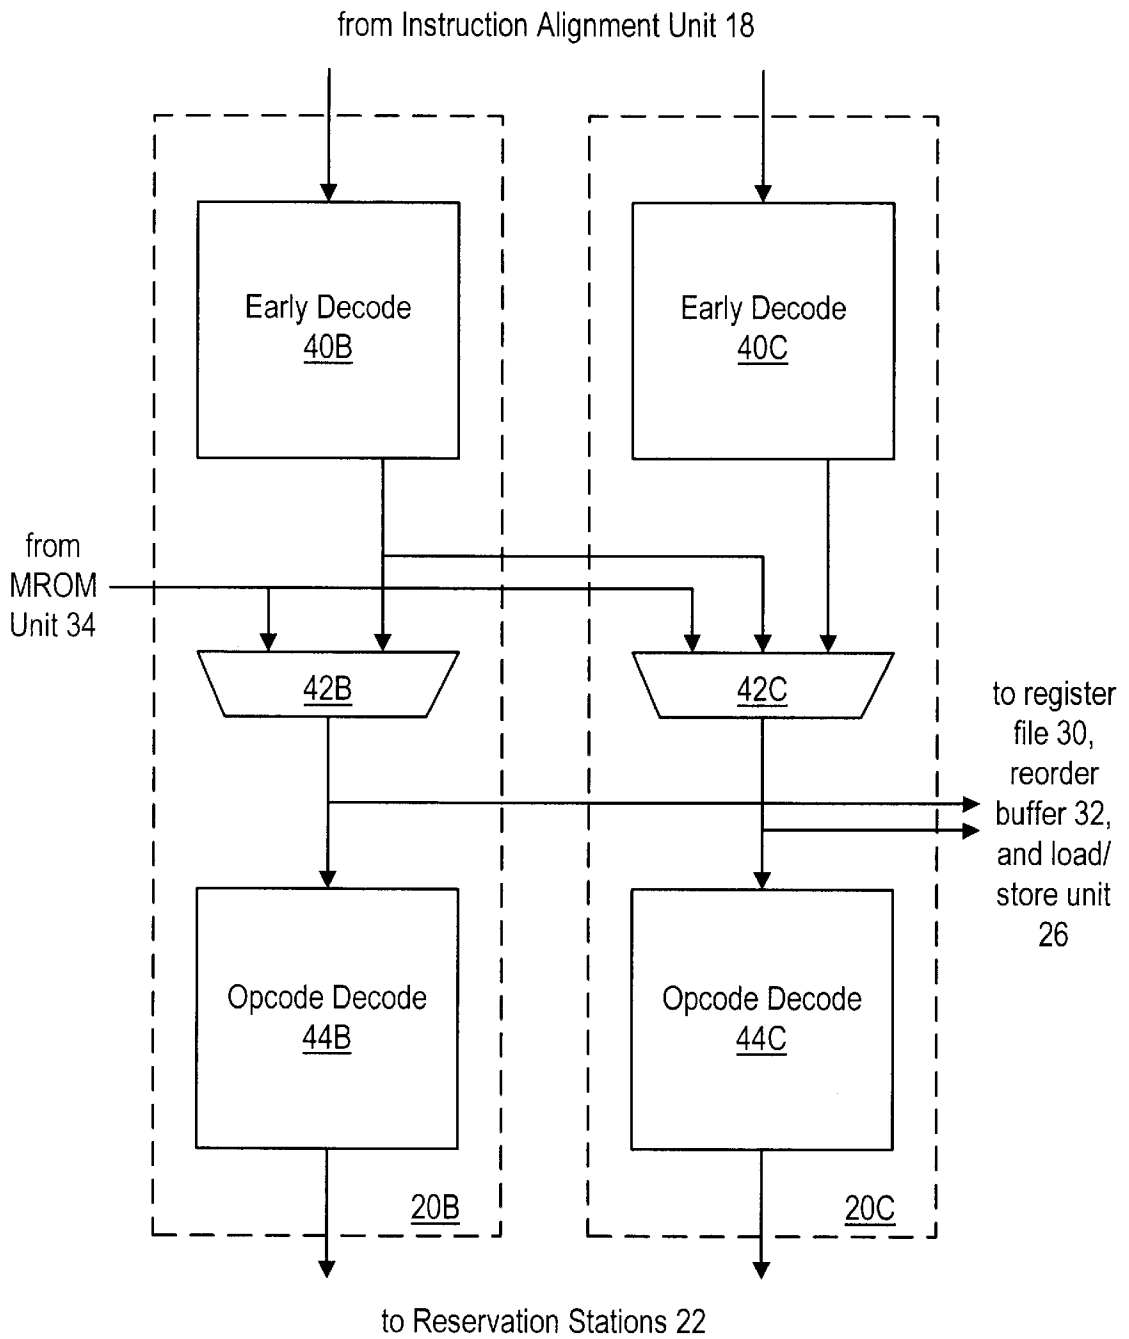 from Instruction Alignment Unit 18
Early Decode
40B
Early Decode
40C
from
MROM
Unit 34
42B
42C
to register
file 30,
reorder
buffer 32,
and load/
store unit
26
Opcode Decode
44B
Opcode Decode
44C
20B
20C
to Reservation Stations 22